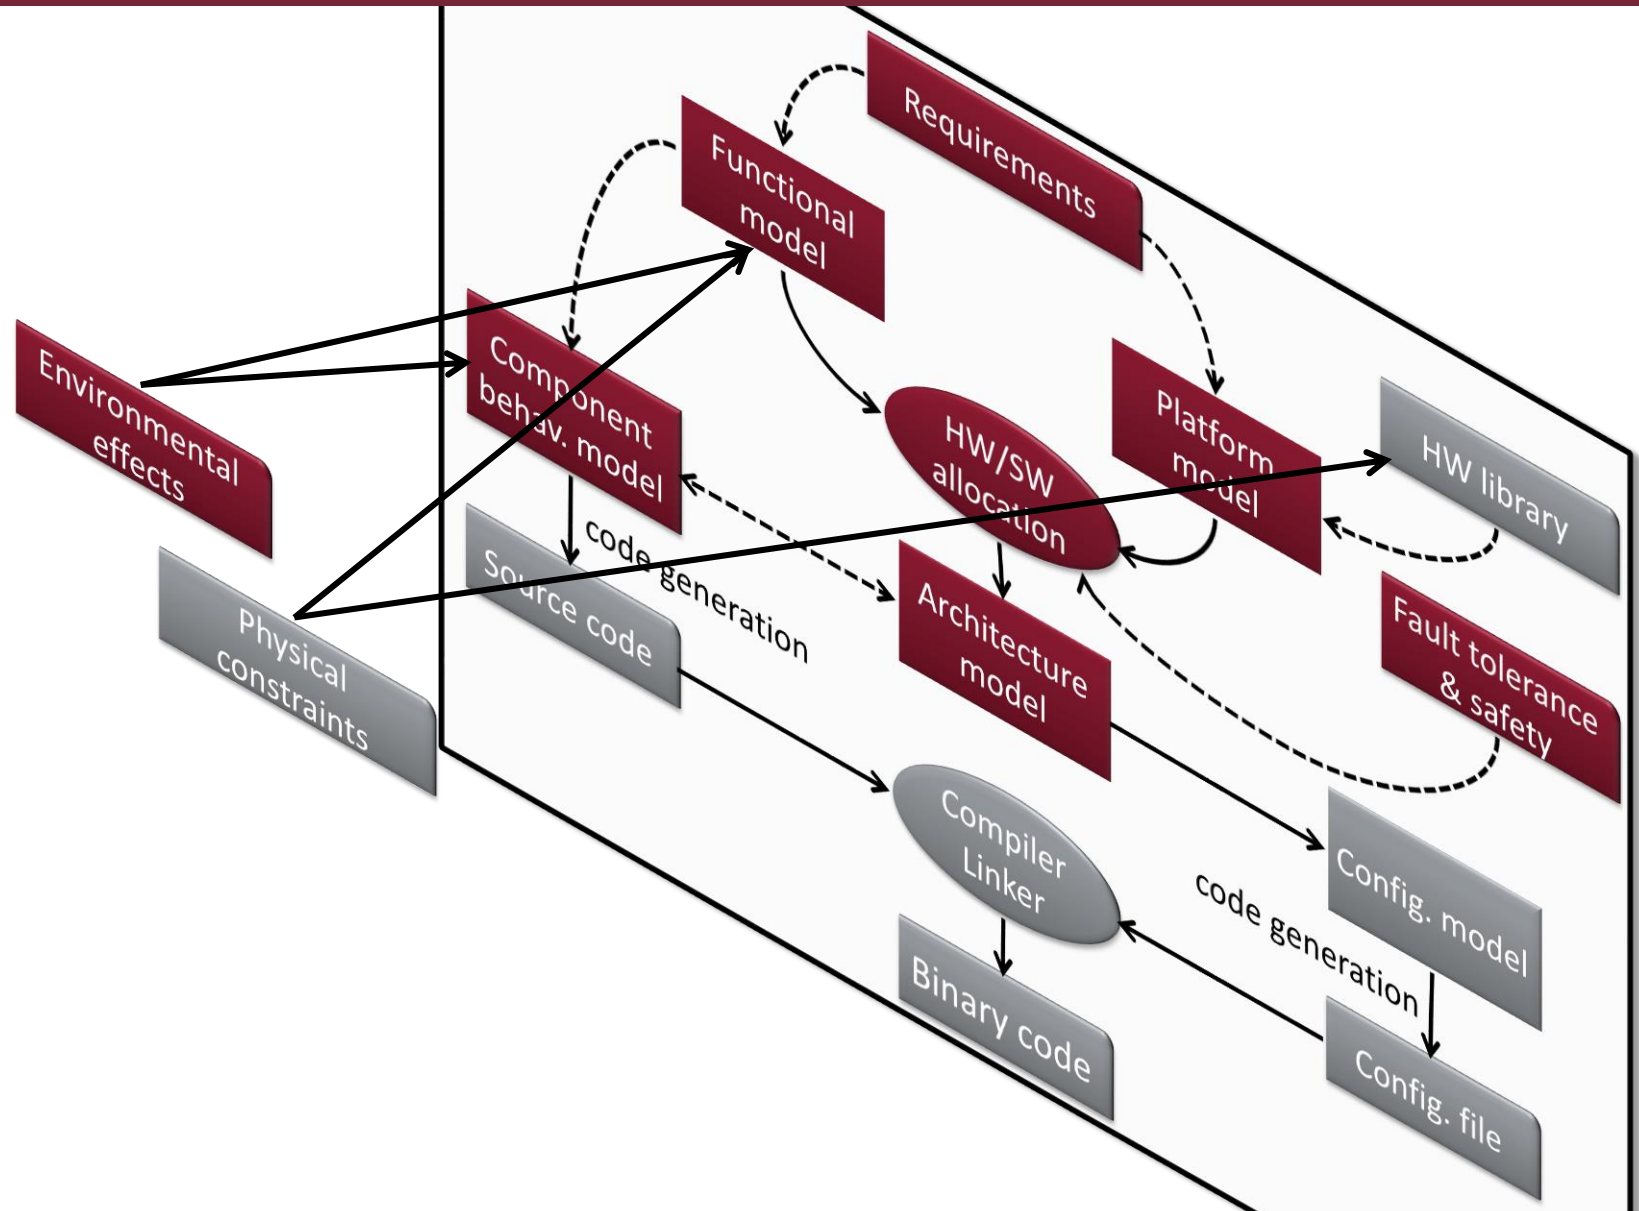 Requirements
Functional
model
Environmental
effects
Component
behav. model
HW/SW
allocation
Platform
model
HW library
Physical
constraints
Source code
code generation
Architecture
model
Fault tolerance
& safety
Compiler
Linker
Config. model
code generation
Binary code
Config. file